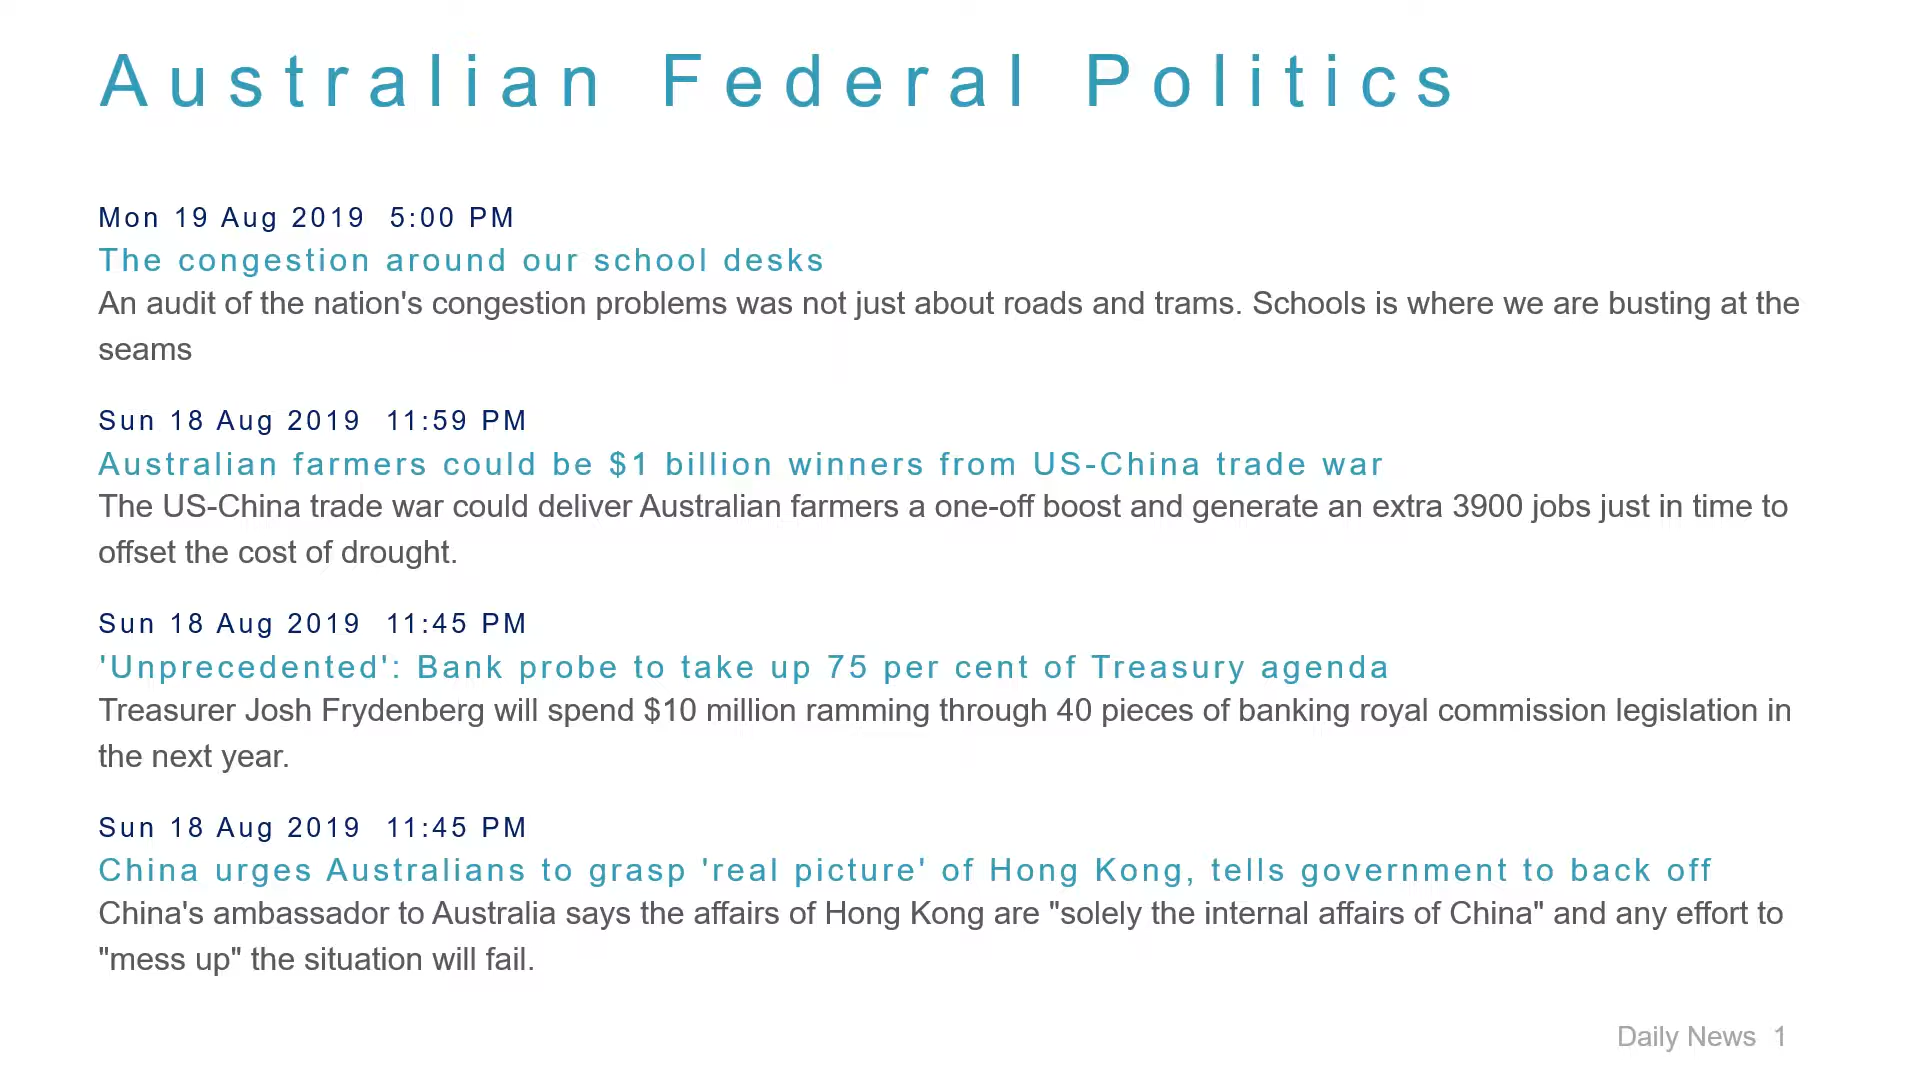 Australian Federal Politics
Mon 19 Aug 2019 5:00 PM
The congestion around our school desks
An audit of the nation's congestion problems was not just about roads and trams. Schools is where we are busting at the
seams
Sun 18 Aug 2019 11:59 PM
Australian farmers could be $1 billion winners from US-China trade war
The US-China trade war could deliver Australian farmers a one-off boost and generate an extra 3900 jobs just in time to
offset the cost of drought.
Sun 18 Aug 2019 11:45 PM
'Unprecedented': Bank probe to take up 75 per cent of Treasury agenda
Treasurer Josh Frydenberg will spend $10 million ramming through 40 pieces of banking royal commission legislation in
the next year.
Sun 18 Aug 2019 11:45 PM
China urges Australians to grasp 'real picture' of Hong Kong, tells government to back off
China's ambassador to Australia says the affairs of Hong Kong are "solely the internal affairs of China" and any effort to
"mess up" the situation will fail.
Daily News 1